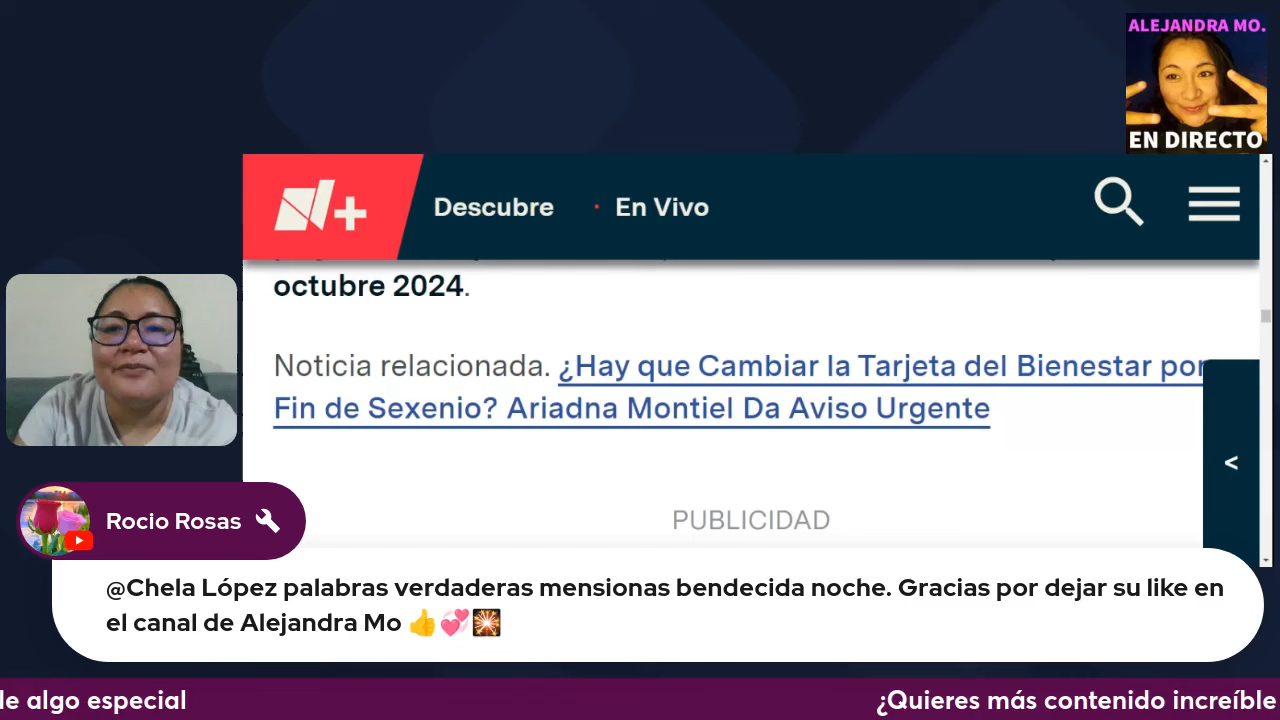 ALEJANDRA MO.
EN DIRECTO
N+
Descubre · En Vivo
octubre 2024.
Noticia relacionada. ¿Hay que Cambiar la Tarjeta del Bienestar por
Fin de Sexenio? Ariadna Montiel Da Aviso Urgente
<
PUBLICIDAD
Rocio Rosas
@Chela López palabras verdaderas mensionas bendecida noche. Gracias por dejar su like en
el canal de Alejandra Mo 👍💞🎇
de algo especial
¿Quieres más contenido increíble